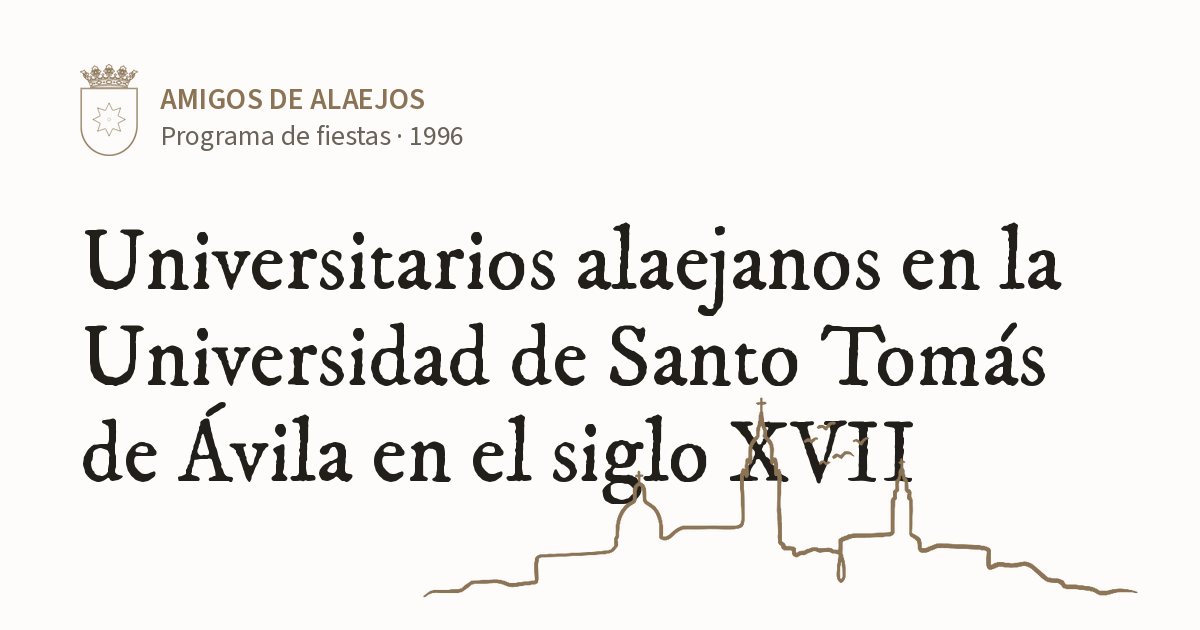 AMIGOS DE ALAEJOS
Programa de fiestas · 1996
Universitarios alaejanos en la
Universidad de Santo Tomás
de Ávila en el siglo XVII